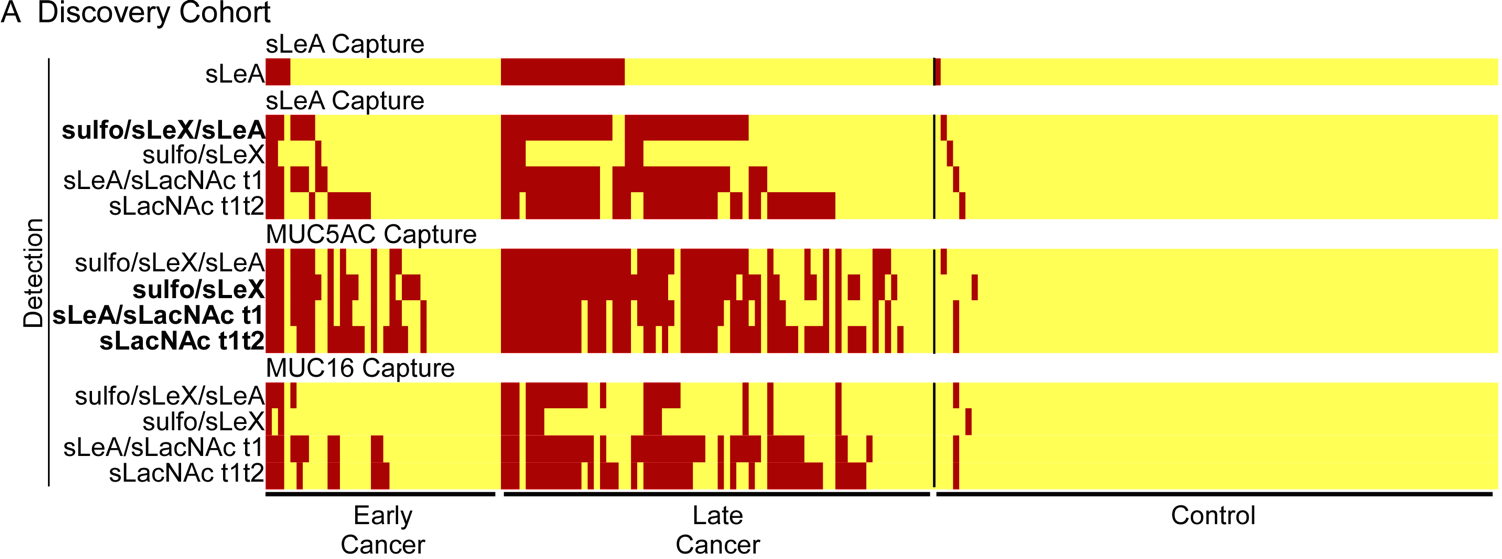 A Discovery Cohort
sLeA Capture
sLeA
sLeA Capture
sulfo/sLeX/sLeA
sulfo/sLeX
sLeA/sLacNAc t1
sLacNAc t1t2
MUC5AC Capture
sulfo/sLeX/sLeA
sulfo/sLeX
sLeA/sLacNAc t1
sLacNAc t1t2
MUC16 Capture
sulfo/sLeX/sLeA
sulfo/sLeX
sLeA/sLacNAc t1
sLacNAc t1t2
Detection
Early
Cancer
Late
Cancer
Control